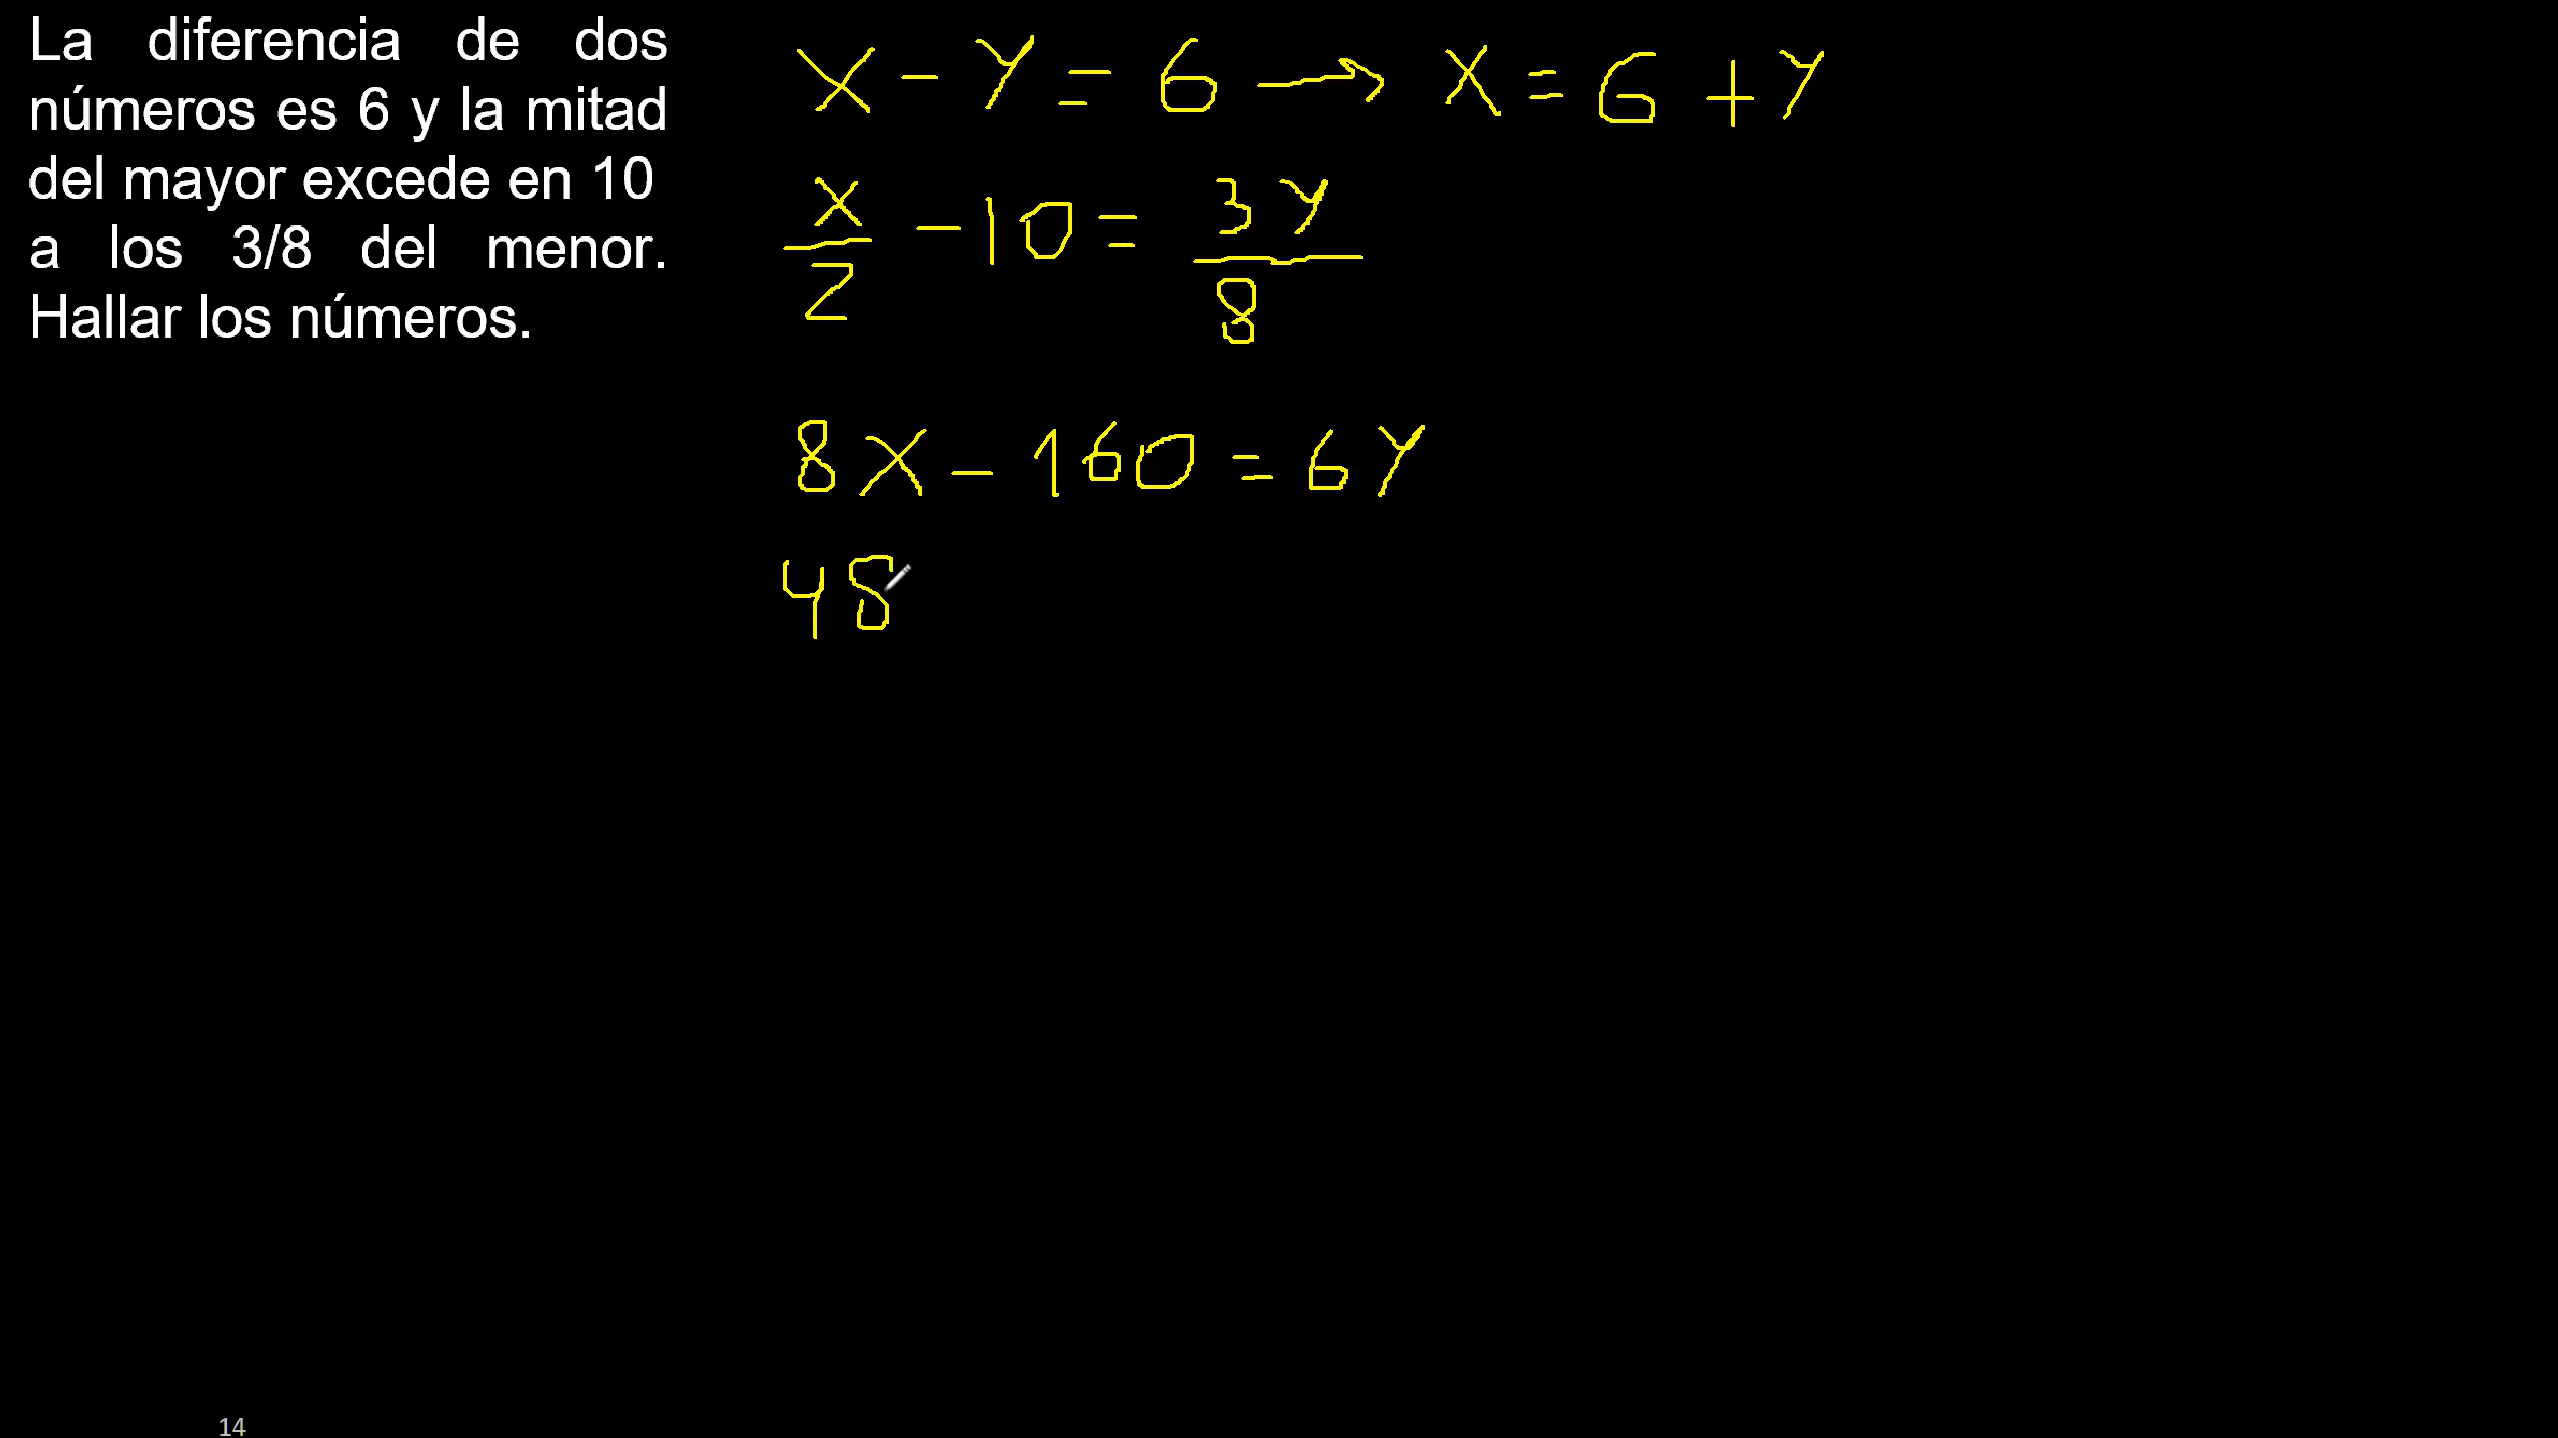 La diferencia de dos
números es 6 y la mitad
del mayor excede en 10
a los 3/8 del menor.
Hallar los números.
x - y = 6 → x = 6 + y
x/2 - 10 = 3y/8
8x - 160 = 6y
48
14